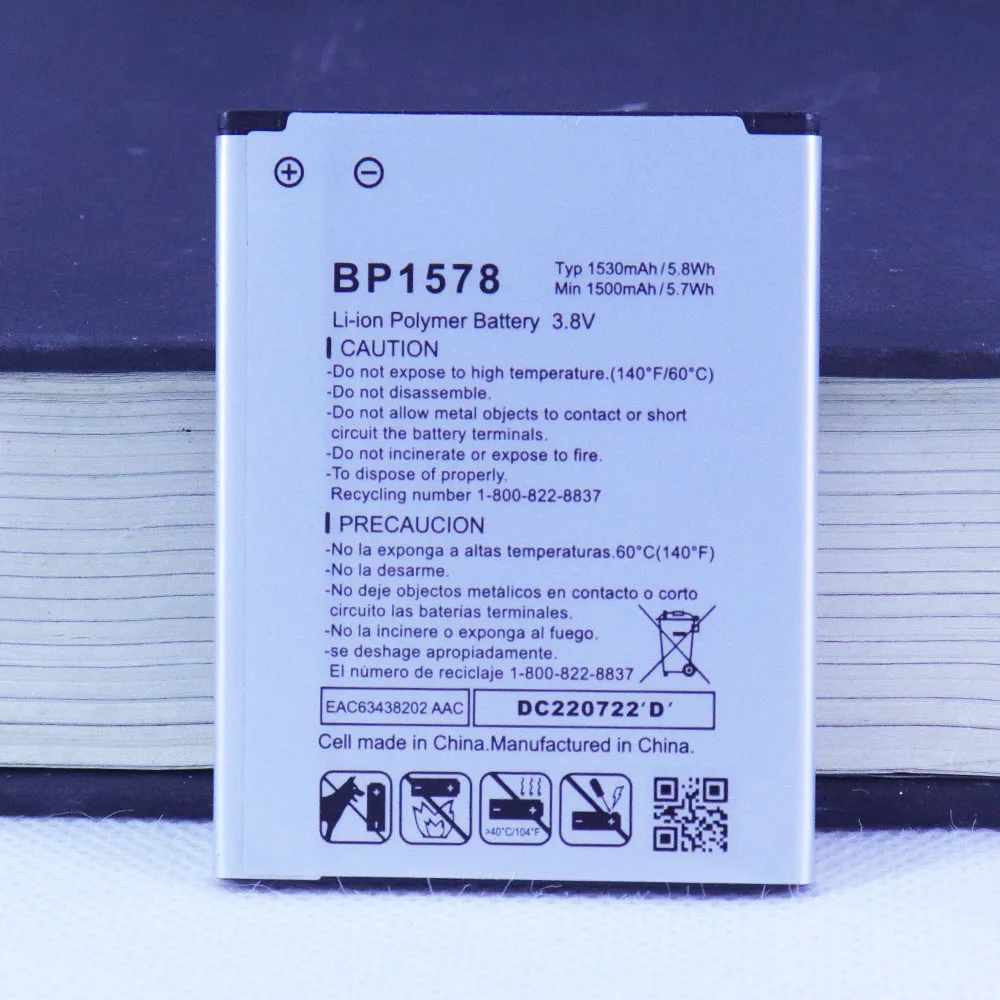 ⊕ ⊖
BP1578
Typ 1530mAh/5.8Wh
Min 1500mAh/5.7Wh
Li-ion Polymer Battery 3.8V
CAUTION
-Do not expose to high temperature.(140°F/60°C)
-Do not disassemble.
-Do not allow metal objects to contact or short
circuit the battery terminals.
-Do not incinerate or expose to fire.
-To dispose of properly.
Recycling number 1-800-822-8837
PRECAUCION
-No la exponga a altas temperaturas.60°C(140°F)
-No la desarme.
-No deje objectos metálicos en contacto o corto
circuito las baterías terminales.
-No la incinere o exponga al fuego.
-se deshage apropiadamente.
El número de reciclaje 1-800-822-8837
EAC63438202 AAC
DC220722'D'
Cell made in China.Manufactured in China.
>40°C/104°F